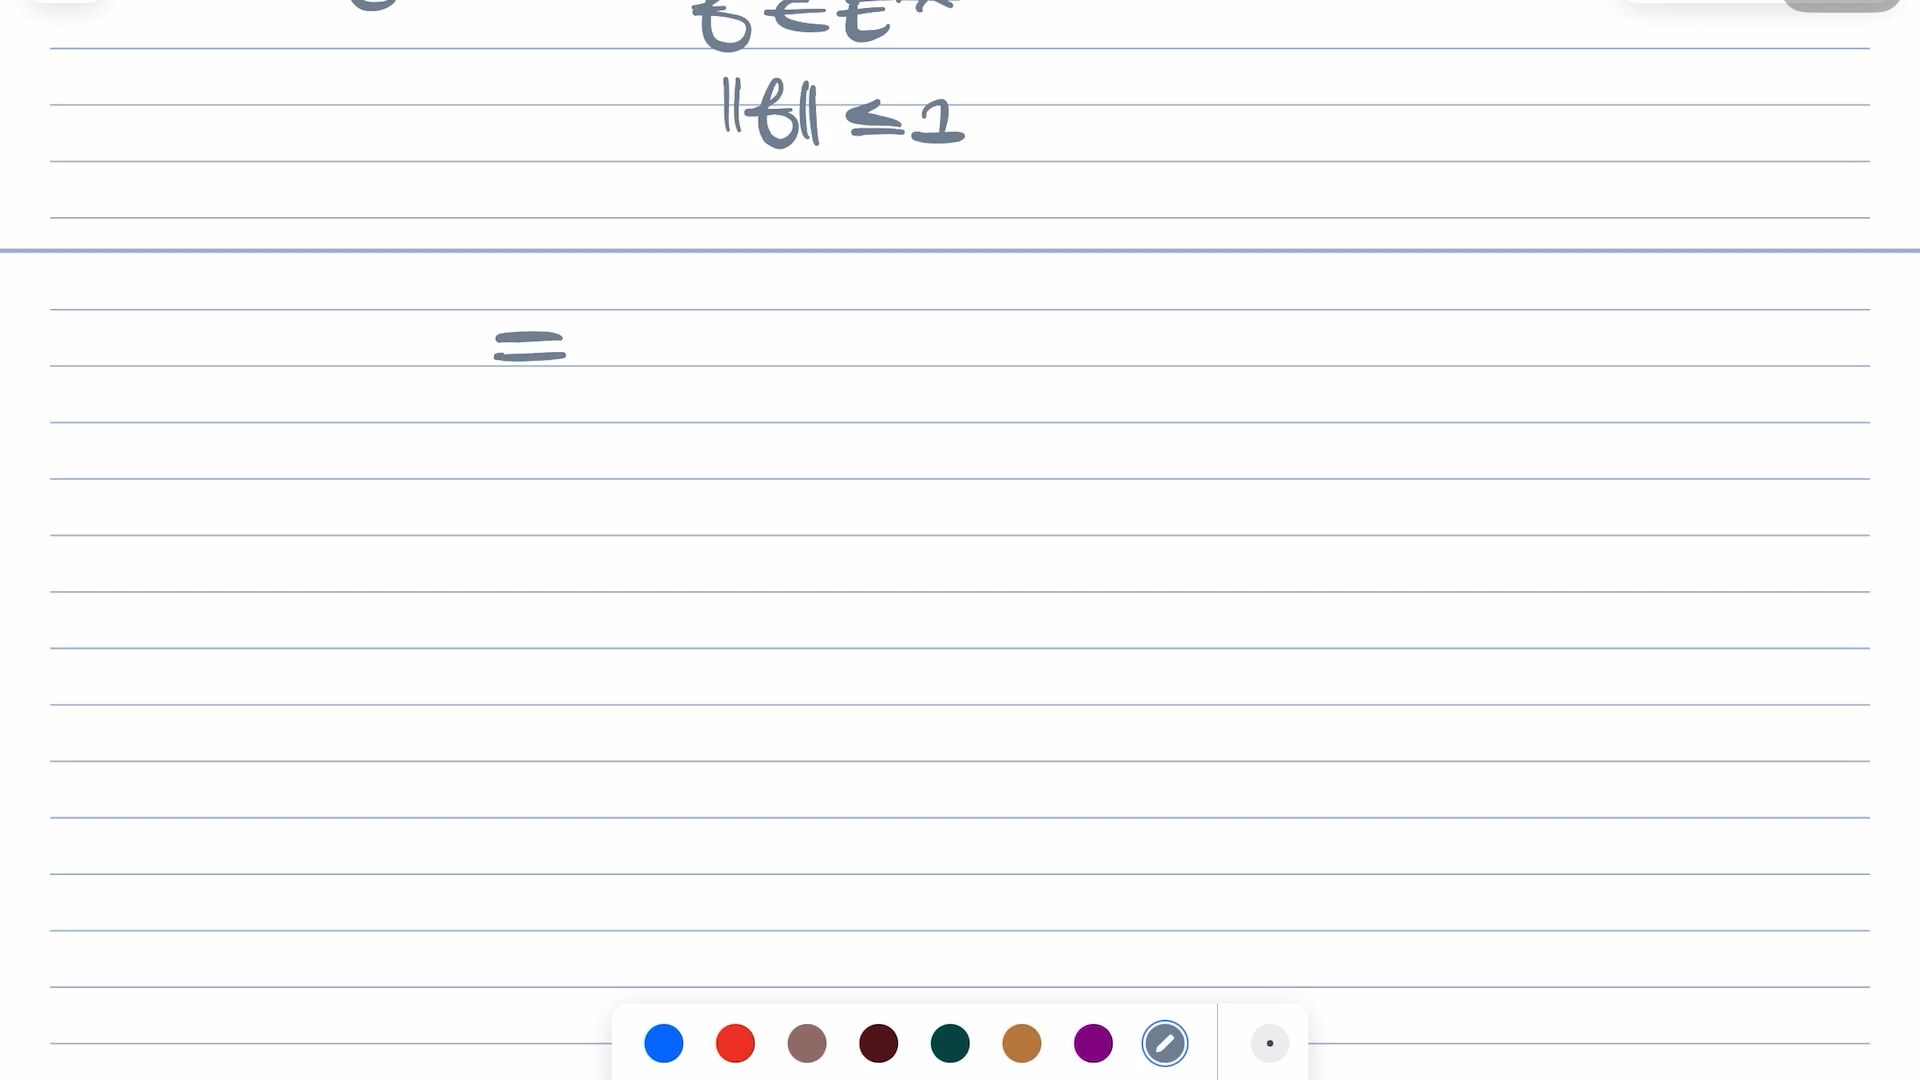 f ∈ E*
||f|| ≤ 1
=